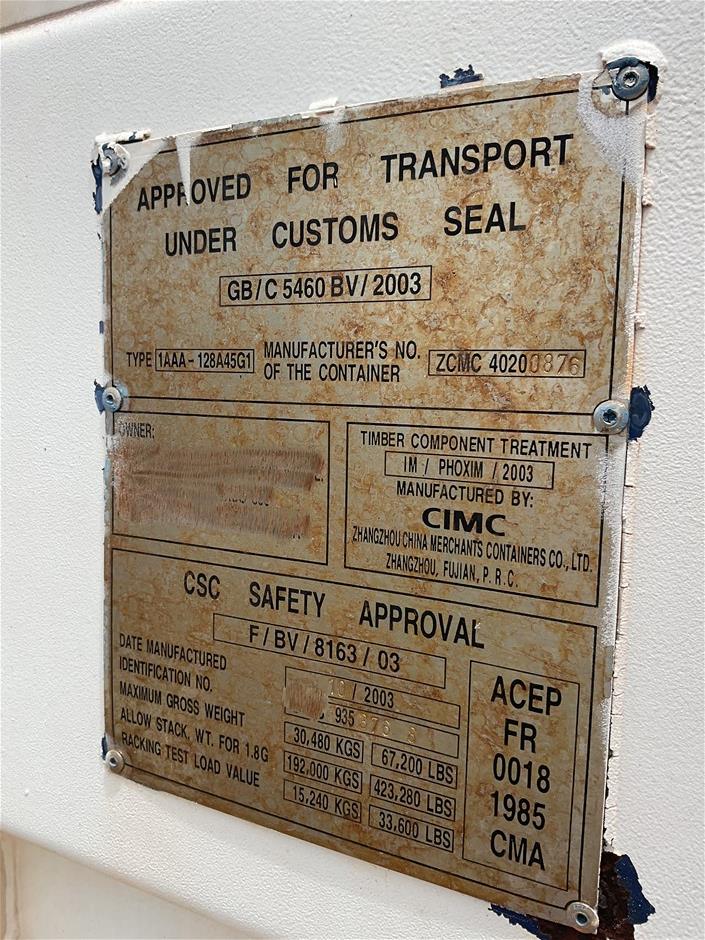 APPROVED FOR TRANSPORT
UNDER CUSTOMS SEAL
GB/C 5460 BV/2003
TYPE 1AAA-128A45G1 MANUFACTURER'S NO. OF THE CONTAINER ZCMC 40200876
OWNER:
TIMBER COMPONENT TREATMENT
IM / PHOXIM / 2003
MANUFACTURED BY:
CIMC
ZHANGZHOU CHINA MERCHANTS CONTAINERS CO., LTD.
ZHANGZHOU, FUJIAN, P.R.C.
CSC SAFETY APPROVAL
F/BV/8163/03
DATE MANUFACTURED 10 / 2003
IDENTIFICATION NO. 935
MAXIMUM GROSS WEIGHT 30,480 KGS 67,200 LBS
ALLOW STACK. WT. FOR 1.8G 192,000 KGS 423,280 LBS
RACKING TEST LOAD VALUE 15,240 KGS 33,600 LBS
ACEP
FR
0018
1985
CMA